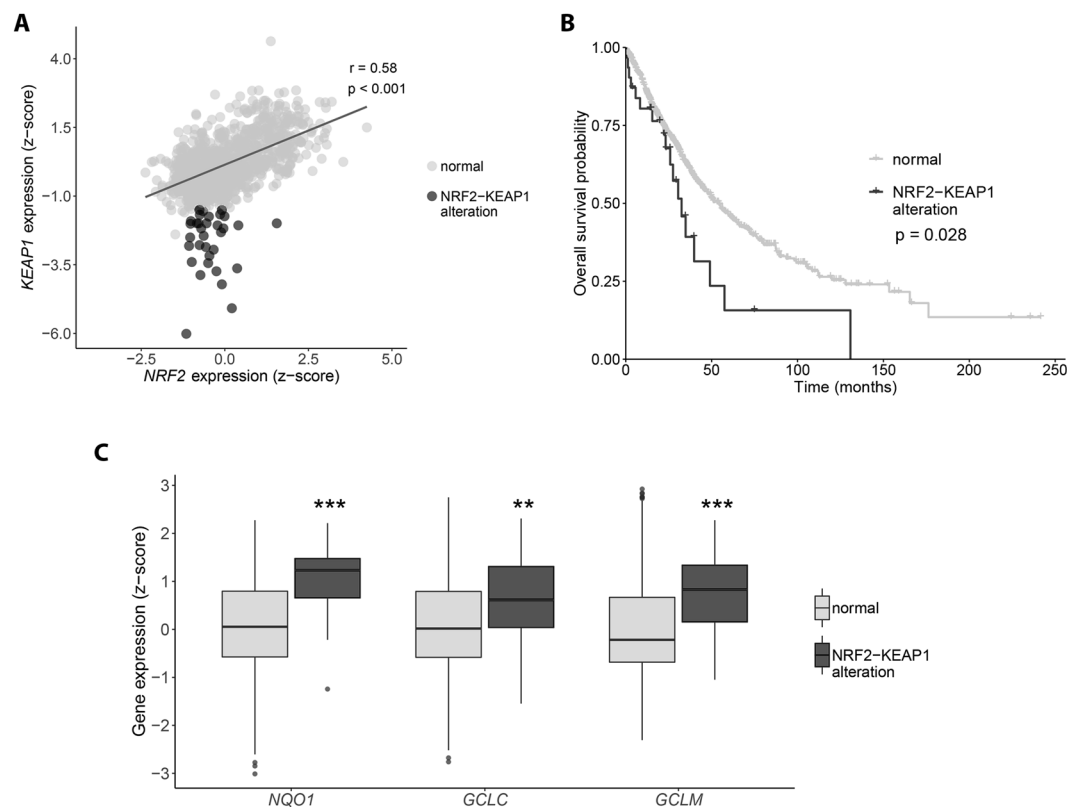 A
KEAP1 expression (z−score)
4.0
1.5
−1.0
−3.5
−6.0
r = 0.58
p < 0.001
normal
NRF2−KEAP1
alteration
−2.5
0.0
2.5
5.0
NRF2 expression (z−score)
B
Overall survival probability
1.00
0.75
0.50
0.25
0.00
normal
NRF2−KEAP1
alteration
p = 0.028
0
50
100
150
200
250
Time (months)
C
Gene expression (z−score)
3
2
1
0
−1
−2
−3
***
**
***
normal
NRF2−KEAP1
alteration
NQO1
GCLC
GCLM